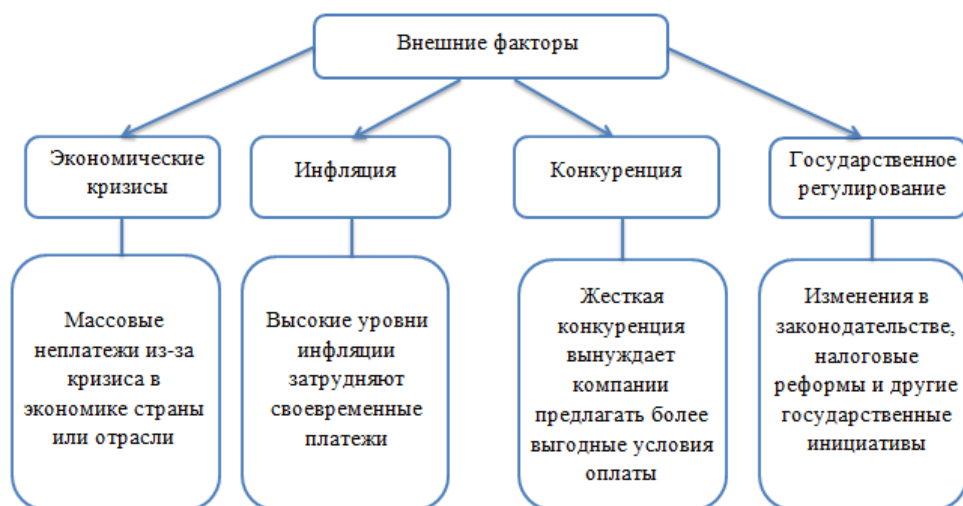 Внешние факторы
Экономические
кризисы
Инфляция
Конкуренция
Государственное
регулирование
Массовые
неплатежи из-за
кризиса в
экономике страны
или отрасли
Высокие уровни
инфляции
затрудняют
своевременные
платежи
Жесткая
конкуренция
вынуждает
компании
предлагать более
выгодные условия
оплаты
Изменения в
законодательстве,
налоговые
реформы и другие
государственные
инициативы